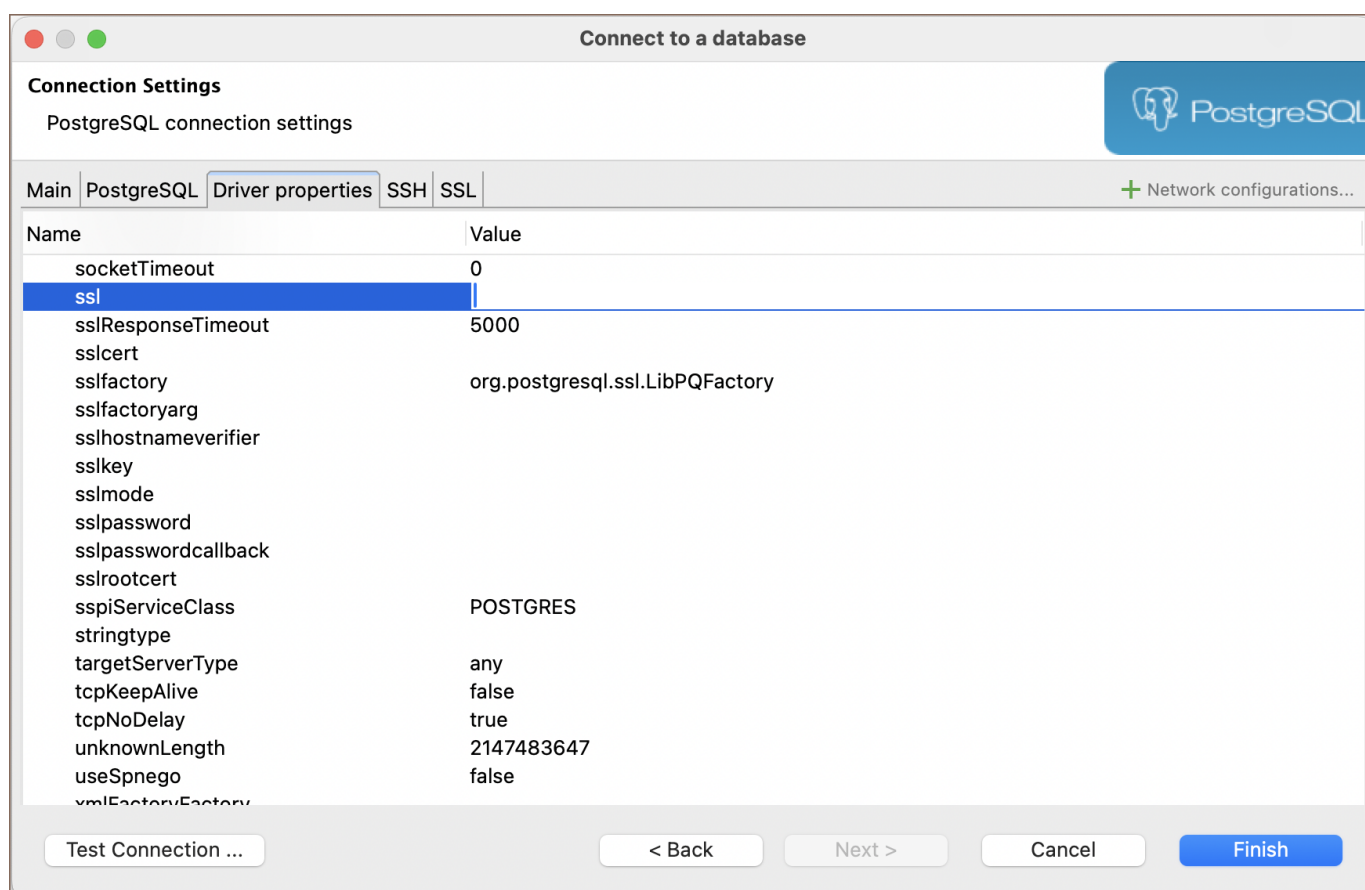 Connect to a database
Connection Settings
PostgreSQL connection settings
PostgreSQL
Main PostgreSQL Driver properties SSH SSL Network configurations...
Name Value
socketTimeout 0
ssl
sslResponseTimeout 5000
sslcert
sslfactory org.postgresql.ssl.LibPQFactory
sslfactoryarg
sslhostnameverifier
sslkey
sslmode
sslpassword
sslpasswordcallback
sslrootcert
sspiServiceClass POSTGRES
stringtype
targetServerType any
tcpKeepAlive false
tcpNoDelay true
unknownLength 2147483647
useSpnego false
xmlFactoryFactory
Test Connection ... < Back Next > Cancel Finish